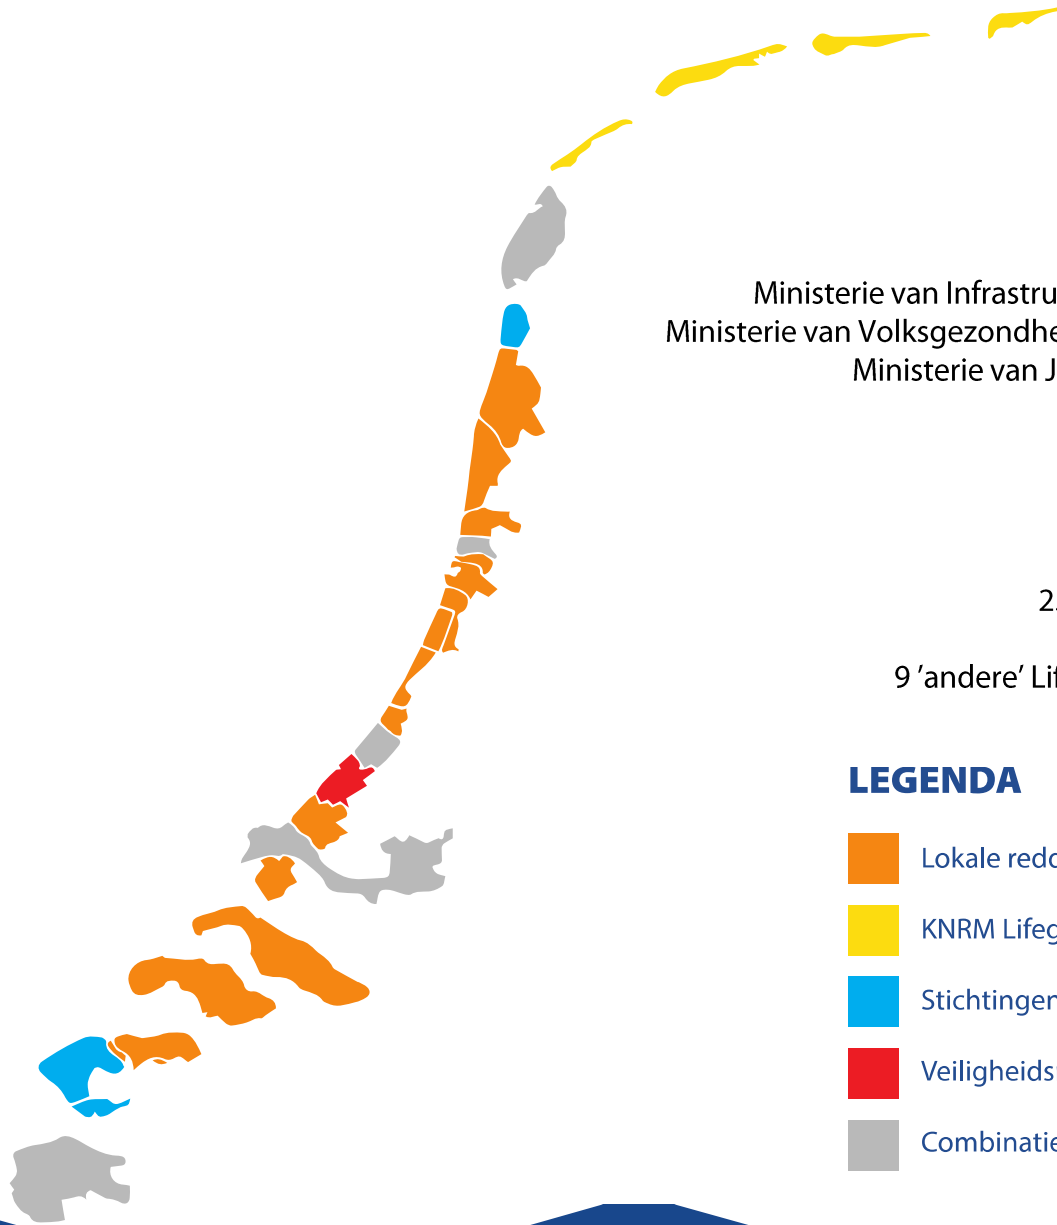 Ministerie van Infrastru
Ministerie van Volksgezondhe
Ministerie van J
9 ’andere’ Lif
LEGENDA
Lokale redd
KNRM Lifeg
Stichtingen
Veiligheids
Combinatie